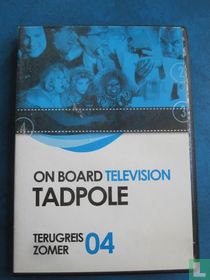 ON BOARD TELEVISION
TADPOLE
TERUGREIS
ZOMER 04